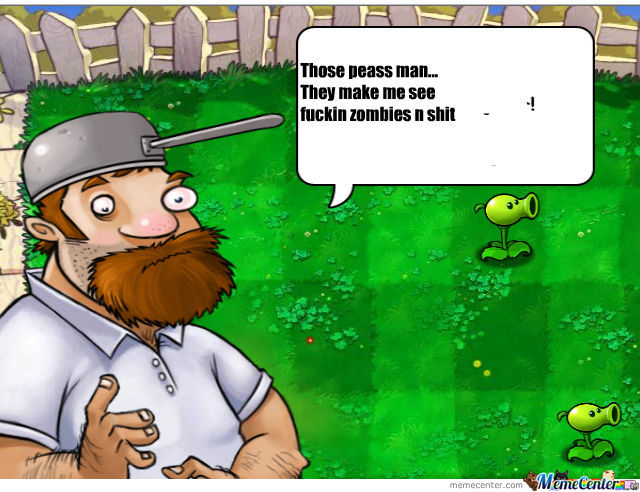 Those peass man...
They make me see
fuckin zombies n shit
!
memecenter.com
MemeCenter